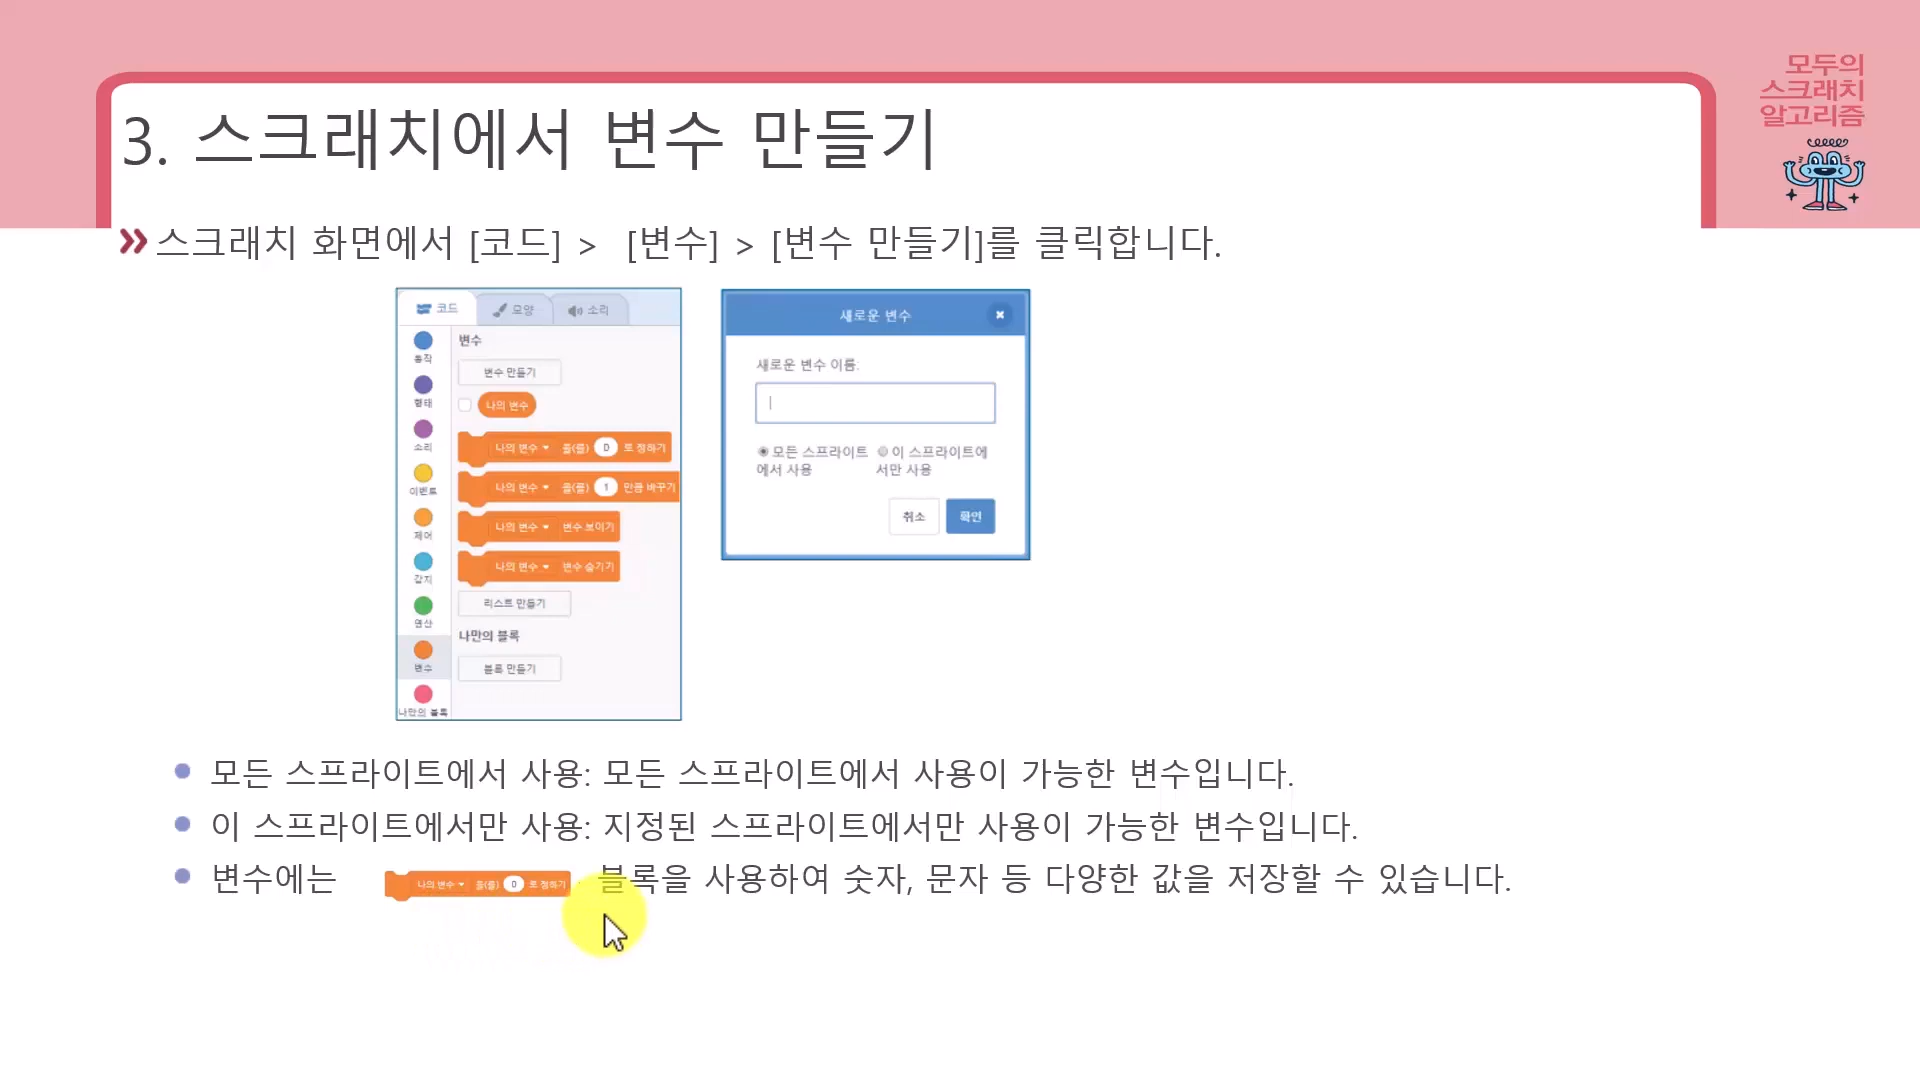 모두의
스크래치
알고리즘
3. 스크래치에서 변수 만들기
스크래치 화면에서 [코드] > [변수] > [변수 만들기]를 클릭합니다.
코드 모양 소리
동작
형태
소리
이벤트
제어
감지
연산
변수
나만의 블록
변수
변수 만들기
나의 변수
나의 변수 을(를) 0 로 정하기
나의 변수 을(를) 1 만큼 바꾸기
나의 변수 변수 보이기
나의 변수 변수 숨기기
리스트 만들기
나만의 블록
블록 만들기
새로운 변수
새로운 변수 이름:
모든 스프라이트 이 스프라이트에
에서 사용 서만 사용
취소 확인
모든 스프라이트에서 사용: 모든 스프라이트에서 사용이 가능한 변수입니다.
이 스프라이트에서만 사용: 지정된 스프라이트에서만 사용이 가능한 변수입니다.
변수에는 나의 변수 을(를) 0 로 정하기 블록을 사용하여 숫자, 문자 등 다양한 값을 저장할 수 있습니다.